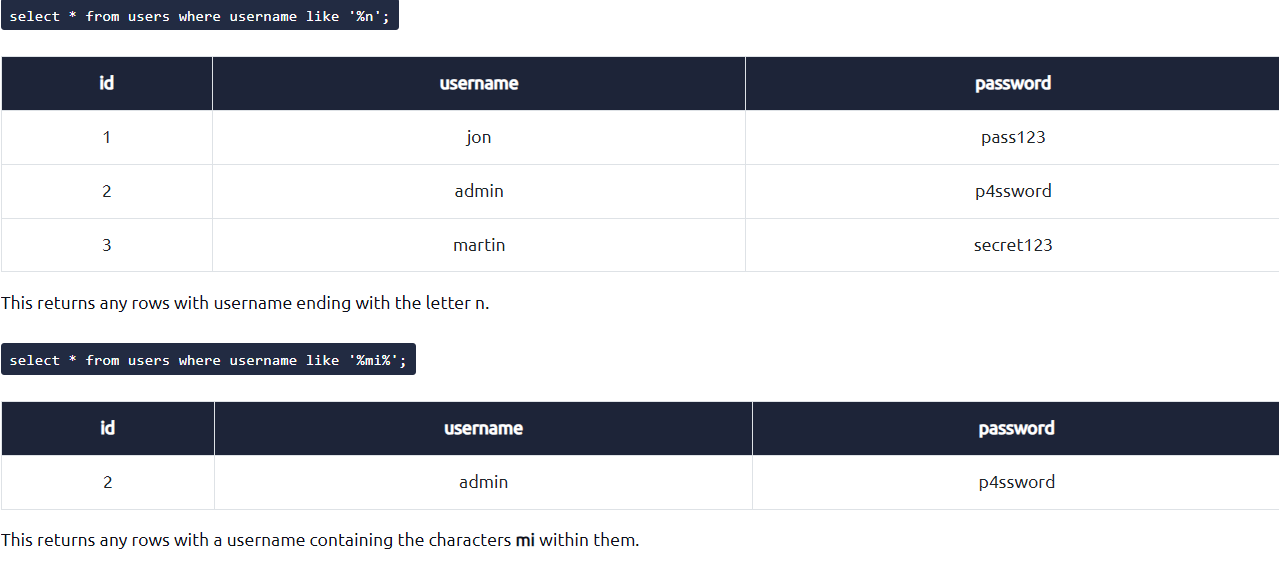 select * from users where username like '%n';
id username password
1 jon pass123
2 admin p4ssword
3 martin secret123
This returns any rows with username ending with the letter n.
select * from users where username like '%mi%';
id username password
2 admin p4ssword
This returns any rows with a username containing the characters mi within them.